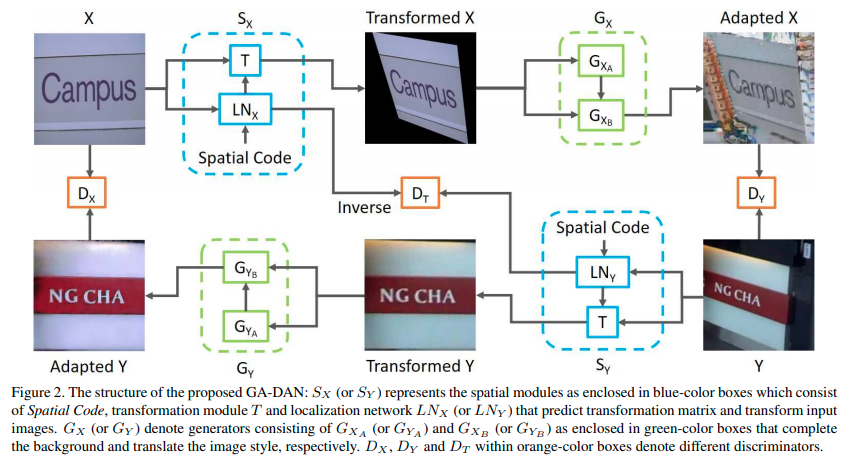 X
S_X
Transformed X
G_X
Adapted X
Campus
T
LN_X
Spatial Code
Campus
G_{X_A}
G_{X_B}
Campus
D_X
Inverse
D_T
D_Y
Spatial Code
NG CHA
G_{Y_B}
G_{Y_A}
NG CHA
LN_Y
T
NG CHA
Adapted Y
G_Y
Transformed Y
S_Y
Y
Figure 2. The structure of the proposed GA-DAN: S_X (or S_Y) represents the spatial modules as enclosed in blue-color boxes which consist
of Spatial Code, transformation module T and localization network LN_X (or LN_Y) that predict transformation matrix and transform input
images. G_X (or G_Y) denote generators consisting of G_{X_A} (or G_{Y_A}) and G_{X_B} (or G_{Y_B}) as enclosed in green-color boxes that complete
the background and translate the image style, respectively. D_X, D_Y and D_T within orange-color boxes denote different discriminators.